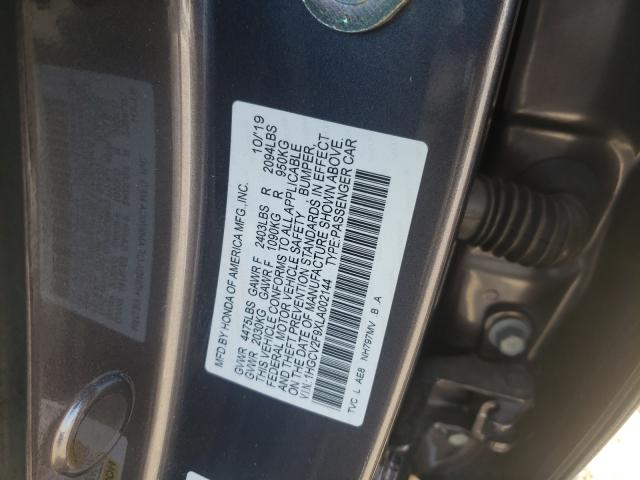 MFD BY HONDA OF AMERICA MFG.,INC. 10/'19
GVWR 4475LBS GAWR F 2403LBS R 2094LBS
GVWR 2030KG GAWR F 1090KG R 950KG
THIS VEHICLE CONFORMS TO ALL APPLICABLE
FEDERAL MOTOR VEHICLE SAFETY, BUMPER,
AND THEFT PREVENTION STANDARDS IN EFFECT
ON THE DATE OF MANUFACTURE SHOWN ABOVE.
V.I.N.:1HGCV2F9XLA002144 TYPE:PASSENGER CAR
TVC L AE8 NH797MV B A